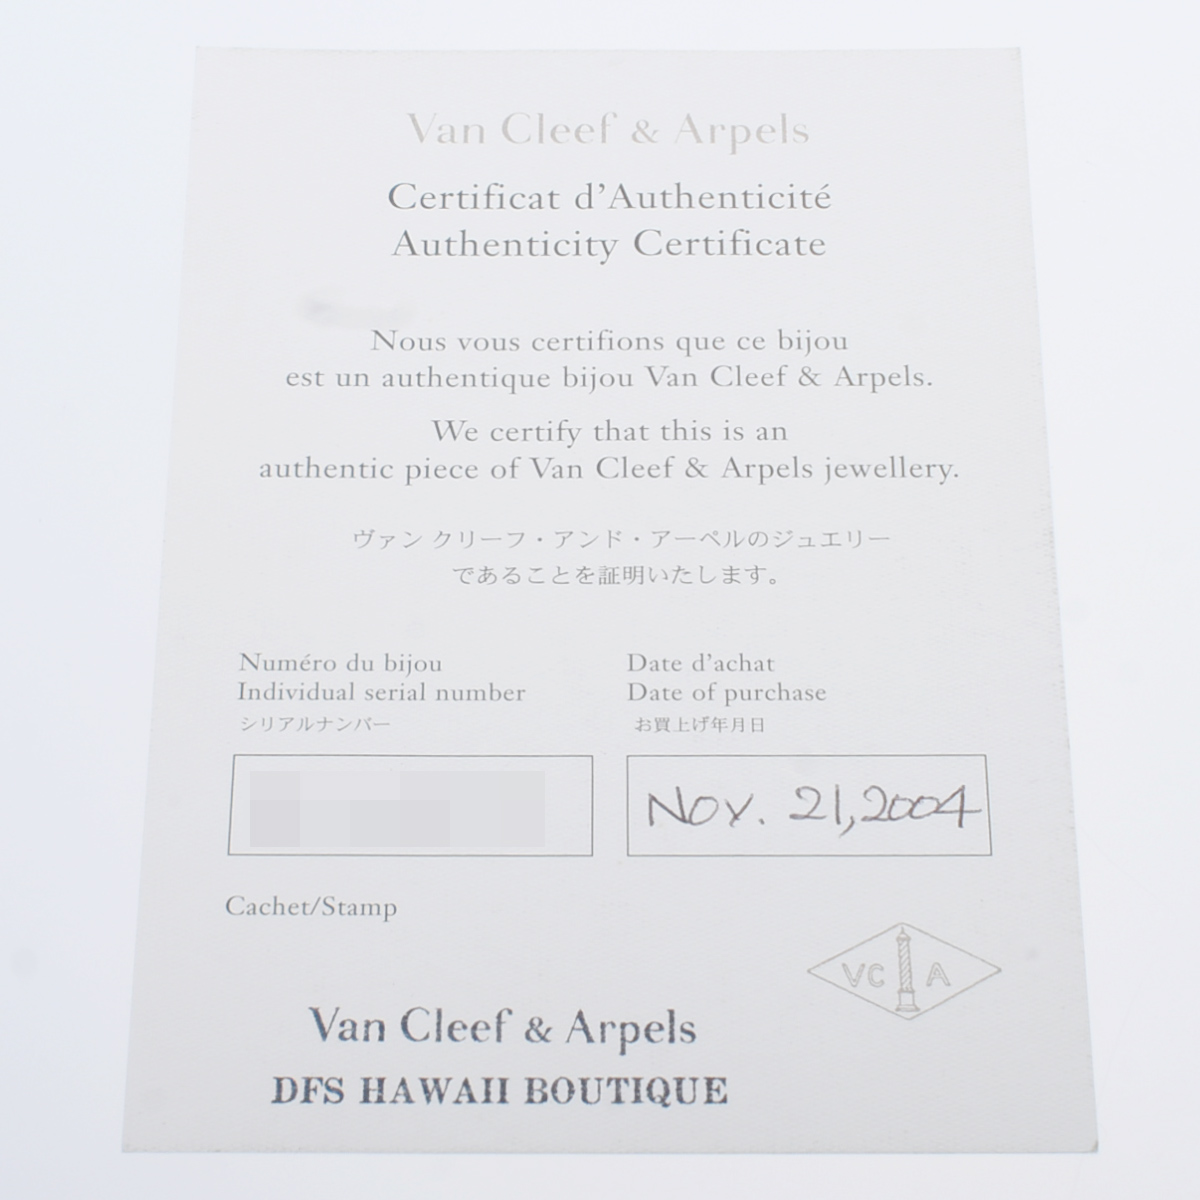 Van Cleef & Arpels
Certificat d'Authenticité
Authenticity Certificate
Nous vous certifions que ce bijou
est un authentique bijou Van Cleef & Arpels.
We certify that this is an
authentic piece of Van Cleef & Arpels jewellery.
ヴァン クリーフ・アンド・アーペルのジュエリー
であることを証明いたします。
Numéro du bijou
Individual serial number
シリアルナンバー
Date d'achat
Date of purchase
お買上げ年月日
Nov. 21,2004
Cachet/Stamp
VC A
Van Cleef & Arpels
DFS HAWAII BOUTIQUE